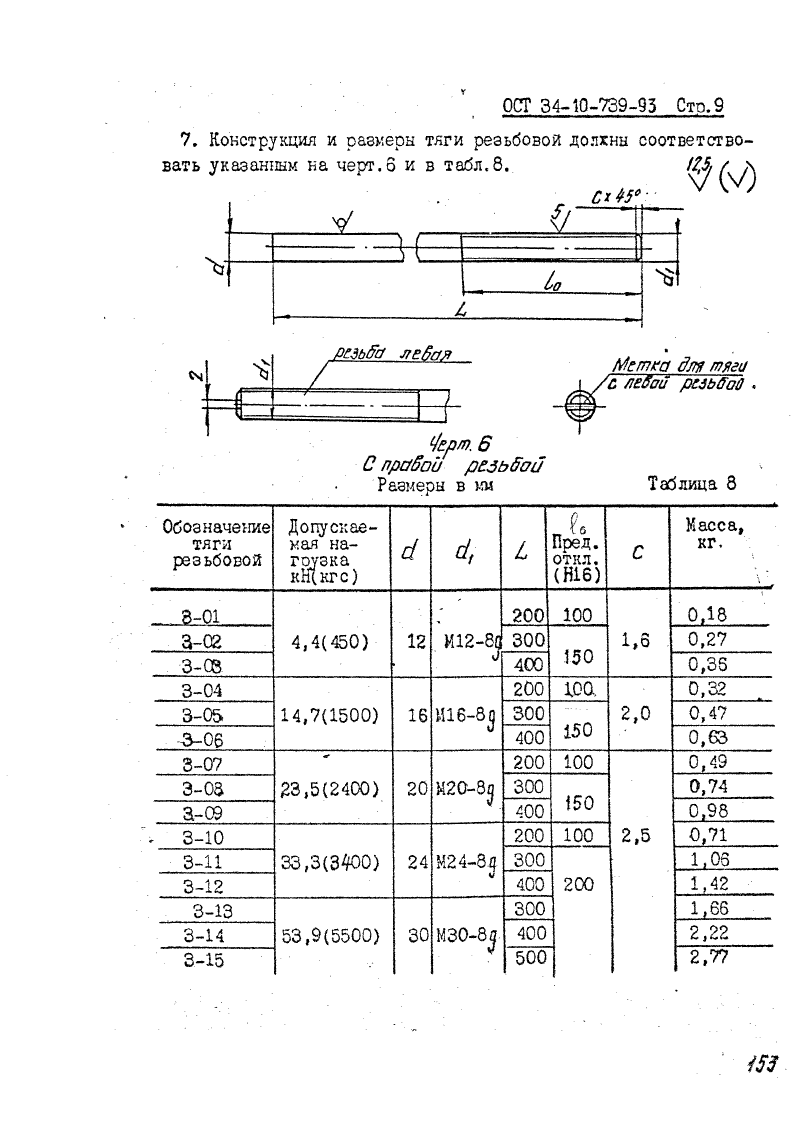 ОСТ 34-10-739-93 Стр.9
7. Конструкция и размеры тяги резьбовой должны соответство-
вать указанным на черт.6 и в табл.8.
12,5 (√)
5
c×45°
d
d₁
l₀
L
резьба левая
2
d₁
Метка для тяги
с левой резьбой.
Черт. 6
С правой резьбой
Размеры в мм Таблица 8
Обозначение тяги резьбовой | Допускаемая нагрузка кН(кгс) | d | d₁ | L | l₀ Пред. откл. (Н16) | c | Масса, кг.
3-01 | 4,4(450) | 12 | М12-8g | 200 | 100 | 1,6 | 0,18
3-02 | 300 | 150 | 0,27
3-03 | 400 | 0,36
3-04 | 14,7(1500) | 16 | М16-8g | 200 | 100 | 2,0 | 0,32
3-05 | 300 | 150 | 0,47
3-06 | 400 | 0,63
3-07 | 23,5(2400) | 20 | М20-8g | 200 | 100 | 2,5 | 0,49
3-08 | 300 | 150 | 0,74
3-09 | 400 | 0,98
3-10 | 33,3(3400) | 24 | М24-8g | 200 | 100 | 0,71
3-11 | 300 | 200 | 1,06
3-12 | 400 | 1,42
3-13 | 53,9(5500) | 30 | М30-8g | 300 | 1,66
3-14 | 400 | 2,22
3-15 | 500 | 2,77
153